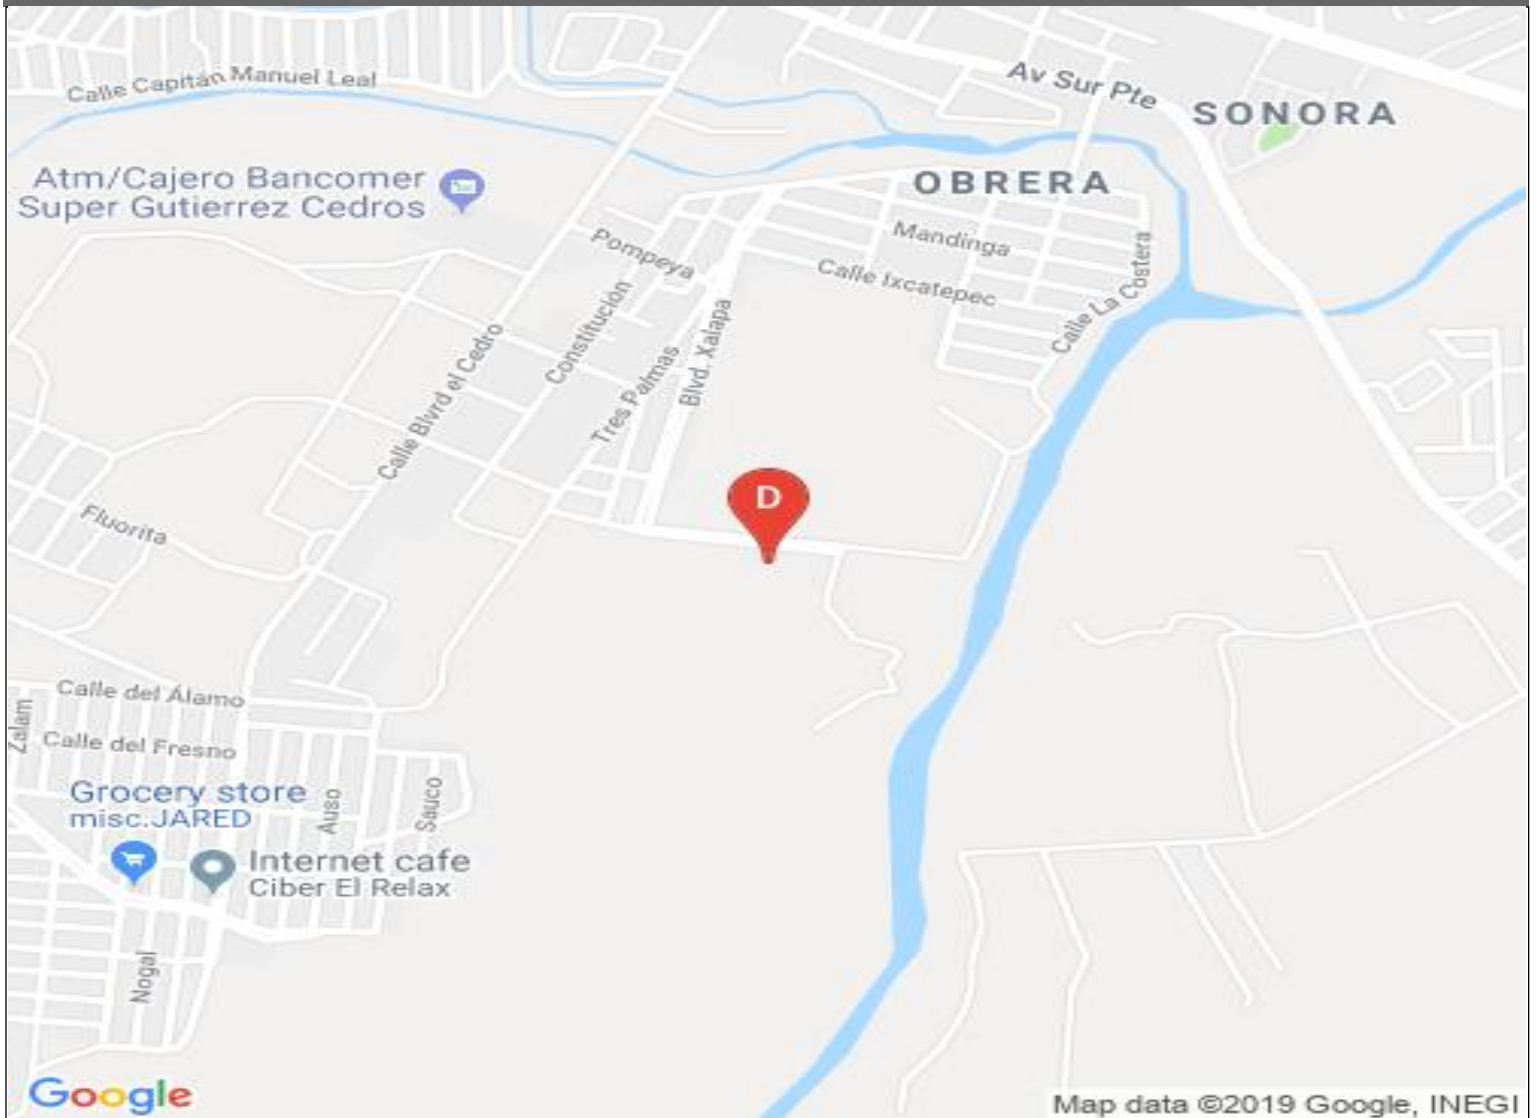 Calle Capitán Manuel Leal
Av Sur Pte
SONORA
Atm/Cajero Bancomer
Super Gutierrez Cedros
OBRERA
Pompeya
Mandinga
Calle Ixcatepec
Calle La Costera
Constitución
Blvd. Xalapa
Calle Blvrd el Cedro
Tres Palmas
D
Fluorita
Calle del Álamo
Zalam
Calle del Fresno
Grocery store
misc.JARED
Auso
Sauco
Internet cafe
Ciber El Relax
Nogal
Google
Map data ©2019 Google, INEGI